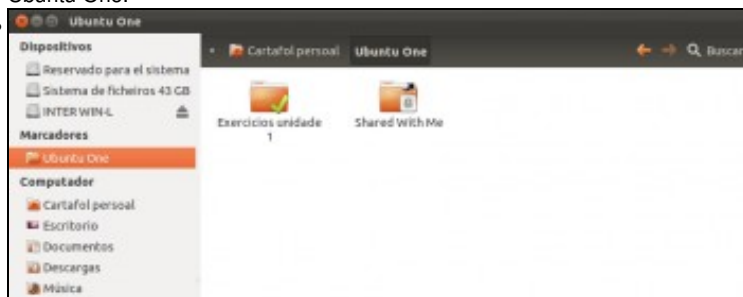 Ubuntu One.
Ubuntu One
Dispositivos
Reservado para el sistema
Sistema de ficheiros 43 GB
INTER WIN-L
Marcadores
Ubuntu One
Computador
Cartafol persoal
Escritorio
Documentos
Descargas
Música
Cartafol persoal
Ubuntu One
Buscar
Exercicios unidade
1
Shared With Me